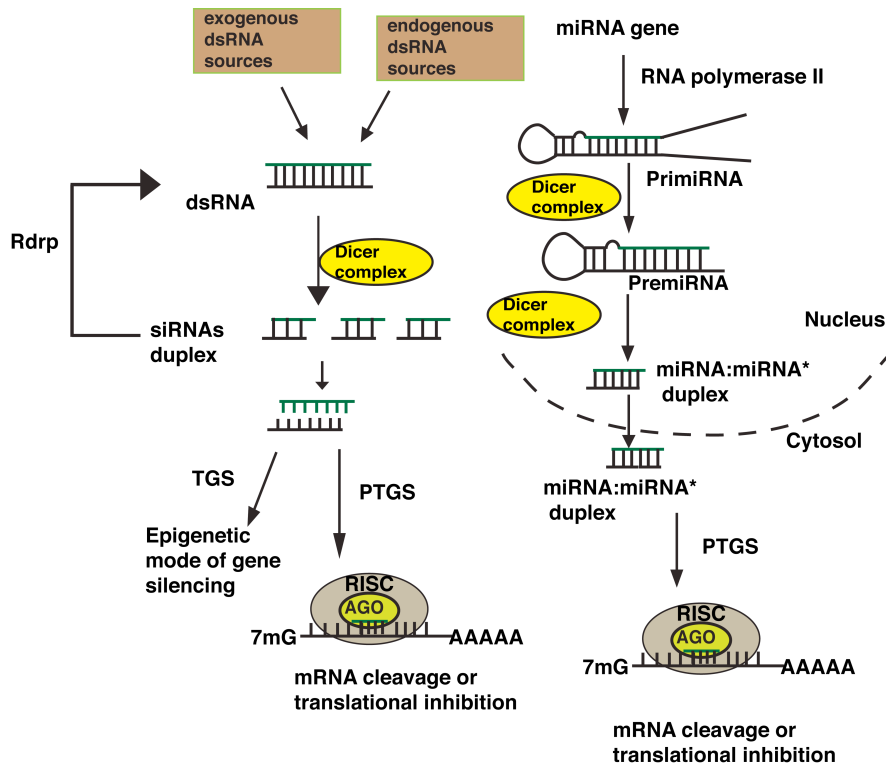 exogenous
dsRNA
sources
endogenous
dsRNA
sources
dsRNA
Rdrp
Dicer
complex
siRNAs
duplex
TGS
PTGS
Epigenetic
mode of gene
silencing
RISC
AGO
7mG
AAAAA
mRNA cleavage or
translational inhibition
miRNA gene
RNA polymerase II
PrimiRNA
Dicer
complex
PremiRNA
Dicer
complex
Nucleus
miRNA:miRNA*
duplex
Cytosol
miRNA:miRNA*
duplex
PTGS
RISC
AGO
7mG
AAAAA
mRNA cleavage or
translational inhibition